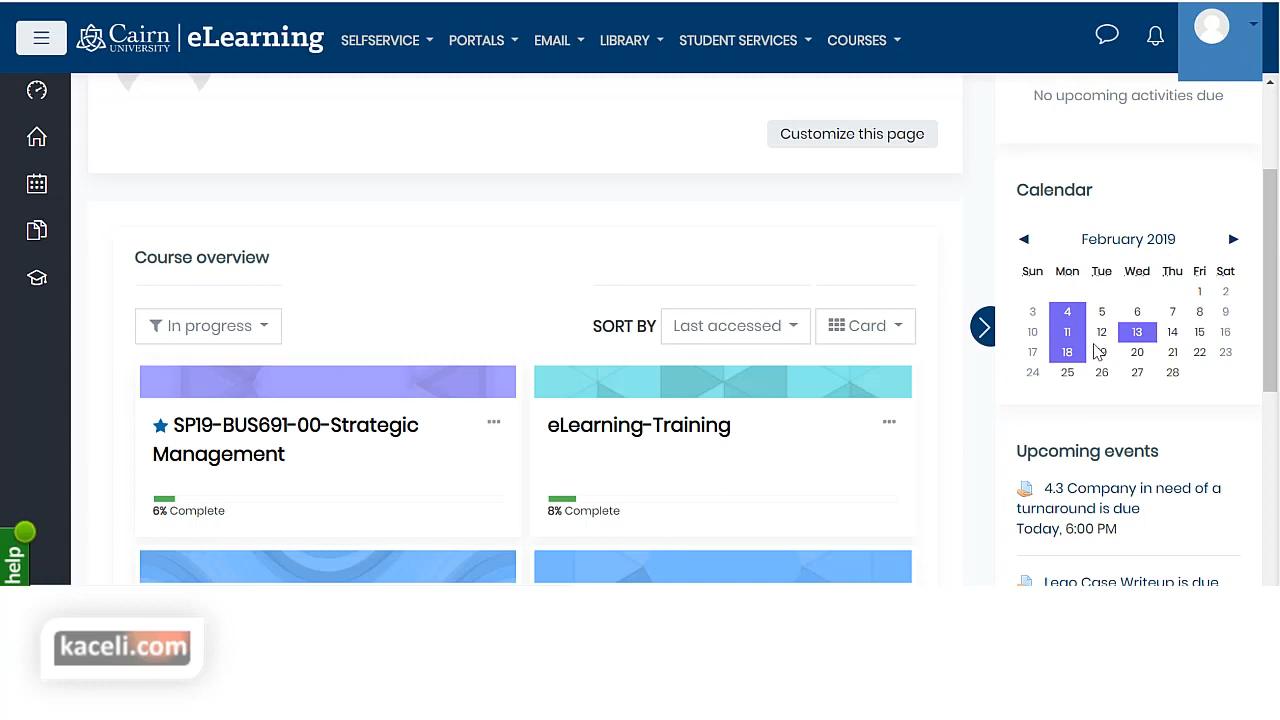 Cairn UNIVERSITY eLearning SELFSERVICE PORTALS EMAIL LIBRARY STUDENT SERVICES COURSES
No upcoming activities due
Customize this page
Calendar
February 2019
Sun Mon Tue Wed Thu Fri Sat
1 2
3 4 5 6 7 8 9
10 11 12 13 14 15 16
17 18 19 20 21 22 23
24 25 26 27 28
Course overview
In progress SORT BY Last accessed Card
SP19-BUS691-00-Strategic
Management
6% Complete
eLearning-Training
8% Complete
Upcoming events
4.3 Company in need of a
turnaround is due
Today, 6:00 PM
Lego Case Writeup is due
help
kaceli.com